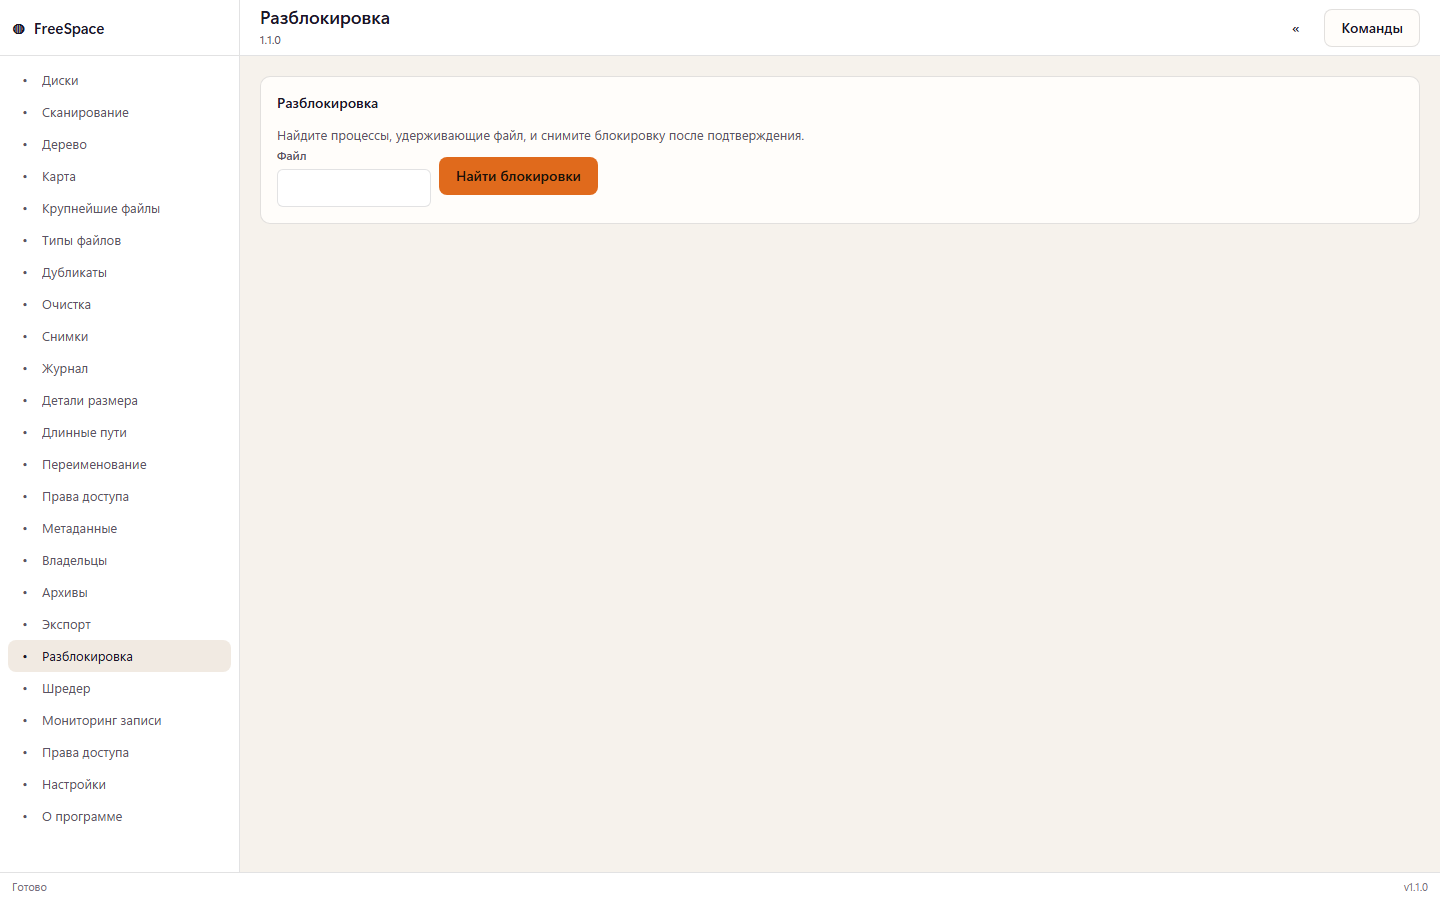 FreeSpace
Разблокировка
1.1.0
«
Команды
• Диски
• Сканирование
• Дерево
• Карта
• Крупнейшие файлы
• Типы файлов
• Дубликаты
• Очистка
• Снимки
• Журнал
• Детали размера
• Длинные пути
• Переименование
• Права доступа
• Метаданные
• Владельцы
• Архивы
• Экспорт
• Разблокировка
• Шредер
• Мониторинг записи
• Права доступа
• Настройки
• О программе
Разблокировка
Найдите процессы, удерживающие файл, и снимите блокировку после подтверждения.
Файл
Найти блокировки
Готово
v1.1.0